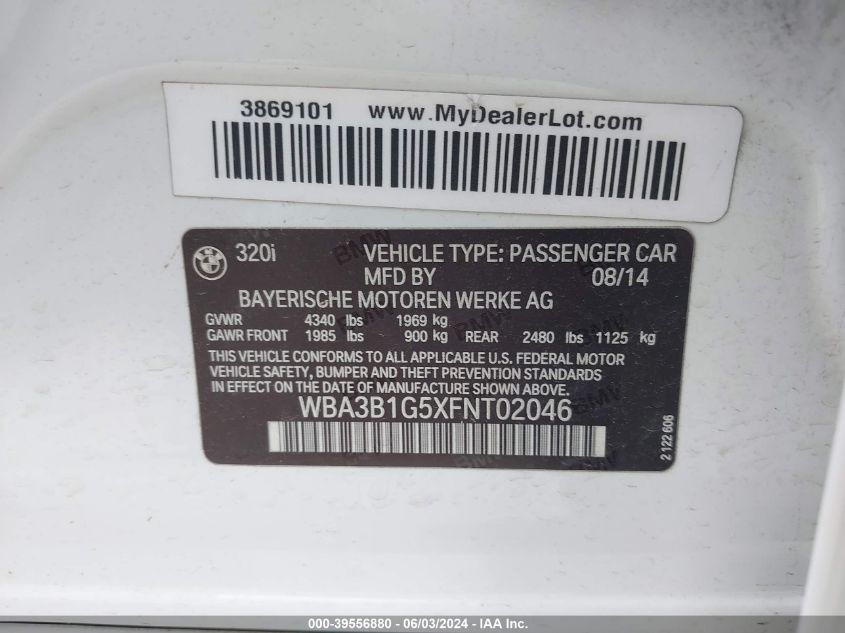 3869101 www.MyDealerLot.com
BMW 320i VEHICLE TYPE: PASSENGER CAR
MFD BY 08/14
BAYERISCHE MOTOREN WERKE AG
GVWR 4340 lbs 1969 kg
GAWR FRONT 1985 lbs 900 kg REAR 2480 lbs 1125 kg
THIS VEHICLE CONFORMS TO ALL APPLICABLE U.S. FEDERAL MOTOR
VEHICLE SAFETY, BUMPER AND THEFT PREVENTION STANDARDS
IN EFFECT ON THE DATE OF MANUFACTURE SHOWN ABOVE.
WBA3B1G5XFNT02046
2 122 606
000-39556880 - 06/03/2024 - IAA Inc.